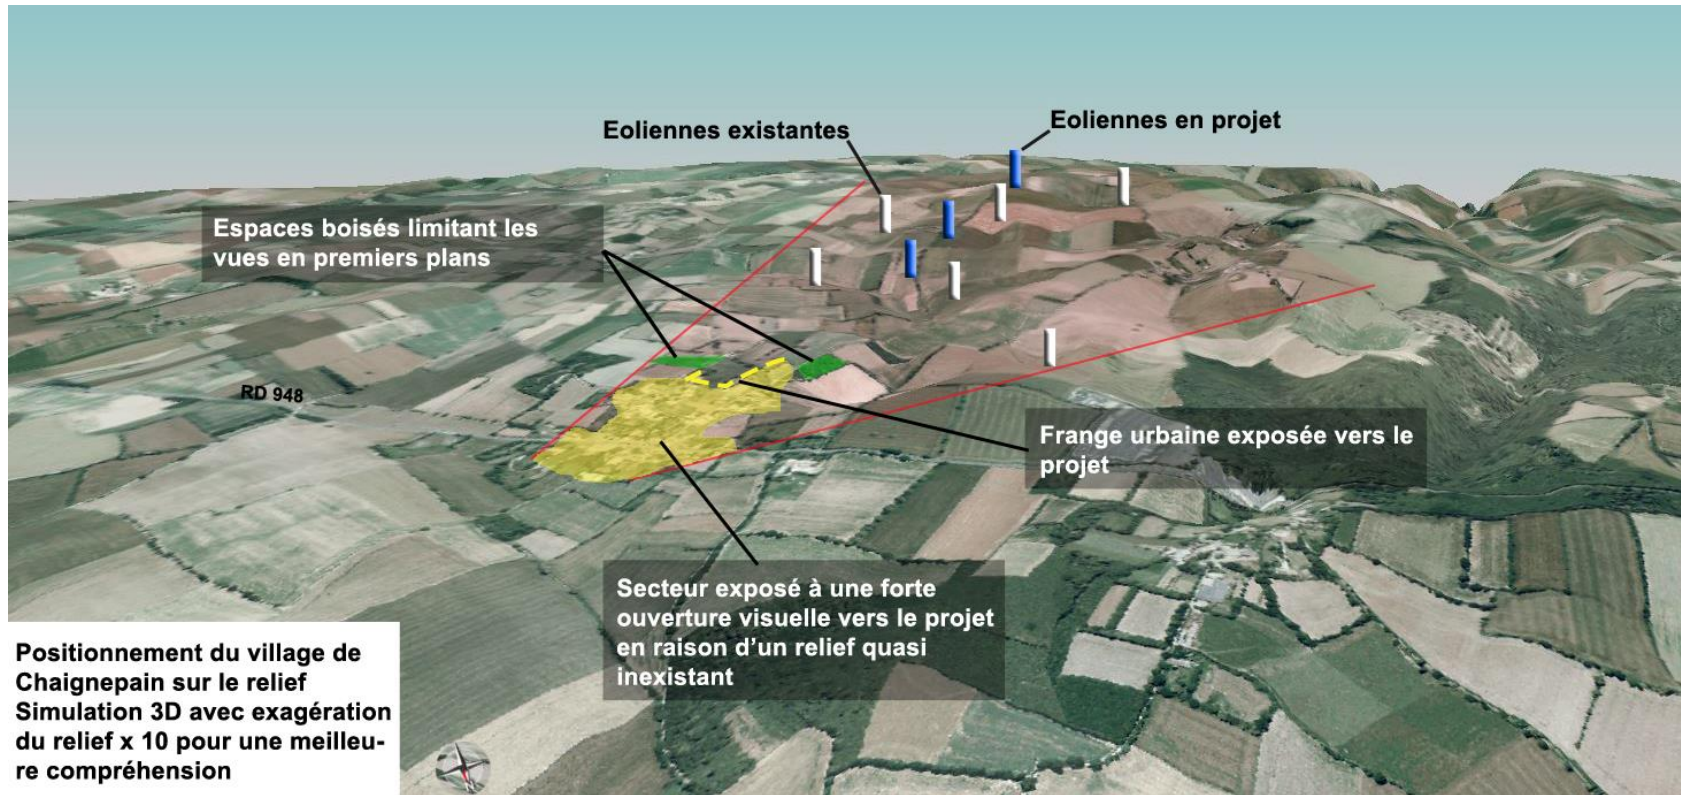 Eoliennes en projet
Eoliennes existantes
Espaces boisés limitant les
vues en premiers plans
RD 948
Frange urbaine exposée vers le
projet
Secteur exposé à une forte
ouverture visuelle vers le projet
en raison d'un relief quasi
inexistant
Positionnement du village de
Chaignepain sur le relief
Simulation 3D avec exagération
du relief x 10 pour une meilleu-
re compréhension